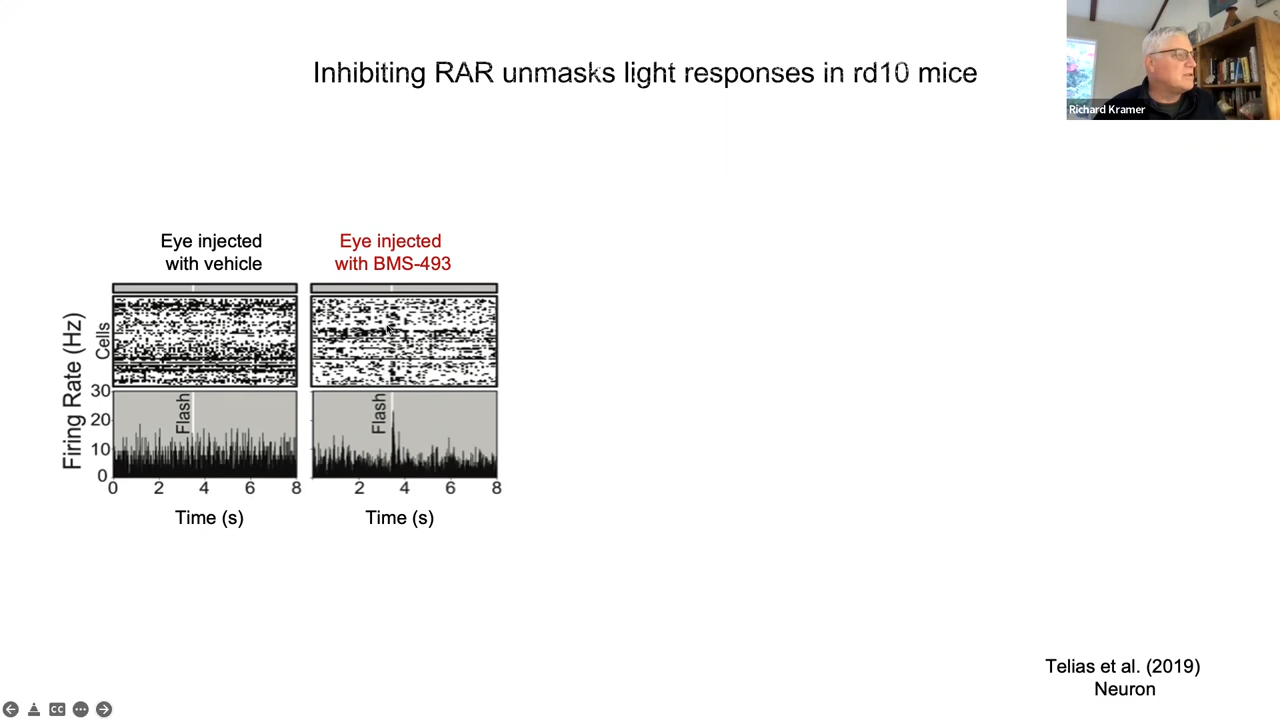 Inhibiting RAR unmasks light responses in rd10 mice
Richard Kramer
Eye injected
with vehicle
Eye injected
with BMS-493
Firing Rate (Hz)
Cells
30
20
10
0
Flash
Flash
0 2 4 6 8
2 4 6 8
Time (s)
Time (s)
Telias et al. (2019)
Neuron
CC